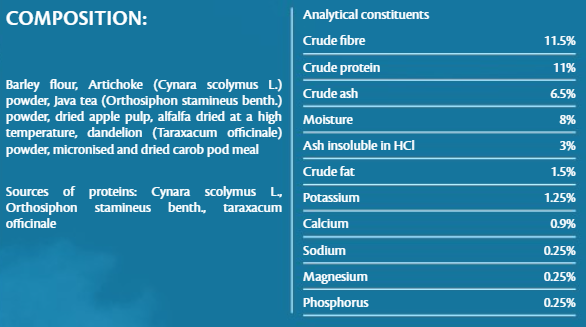 COMPOSITION:
Barley flour, Artichoke (Cynara scolymus L.)
powder, Java tea (Orthosiphon stamineus benth.)
powder, dried apple pulp, alfalfa dried at a high
temperature, dandelion (Taraxacum officinale)
powder, micronised and dried carob pod meal
Sources of proteins: Cynara scolymus L.,
Orthosiphon stamineus benth., taraxacum
officinale
Analytical constituents
Crude fibre 11.5%
Crude protein 11%
Crude ash 6.5%
Moisture 8%
Ash insoluble in HCl 3%
Crude fat 1.5%
Potassium 1.25%
Calcium 0.9%
Sodium 0.25%
Magnesium 0.25%
Phosphorus 0.25%